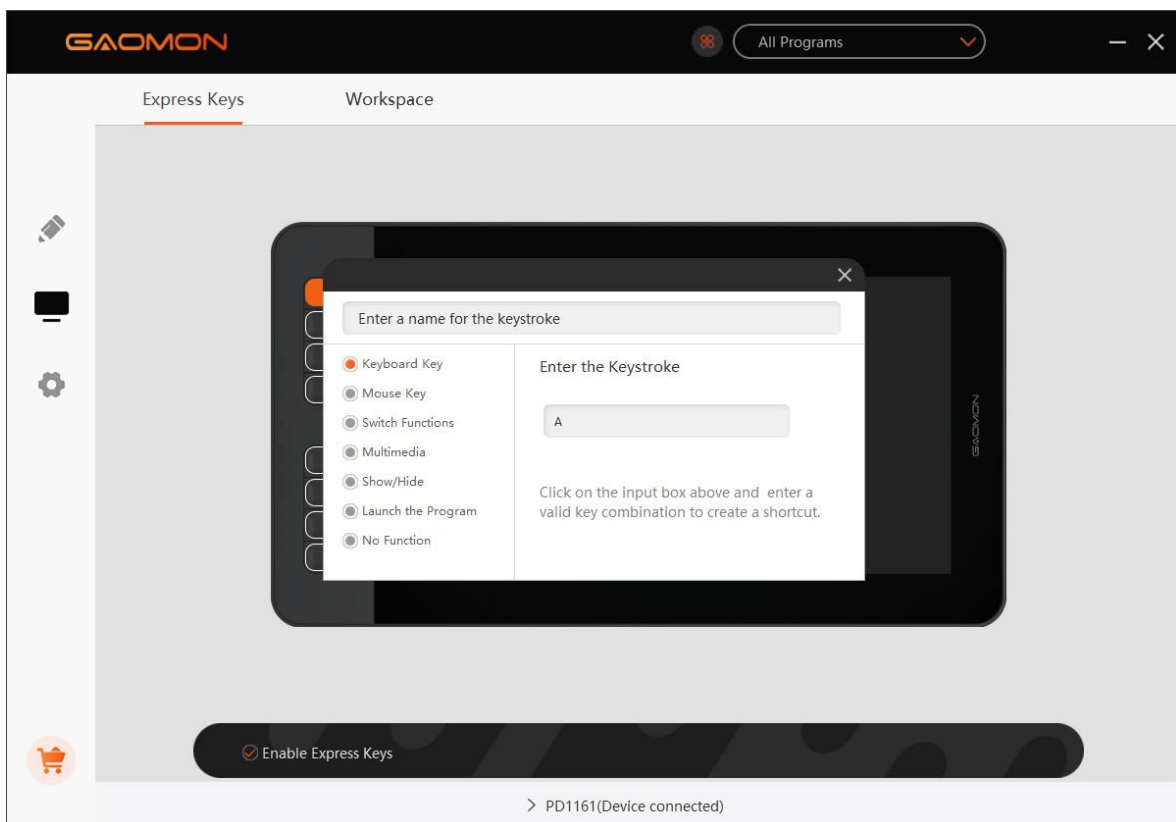 GAOMON
All Programs
Express Keys
Workspace
Enter a name for the keystroke
Keyboard Key
Mouse Key
Switch Functions
Multimedia
Show/Hide
Launch the Program
No Function
Enter the Keystroke
A
Click on the input box above and enter a
valid key combination to create a shortcut.
GAOMON
Enable Express Keys
PD1161(Device connected)